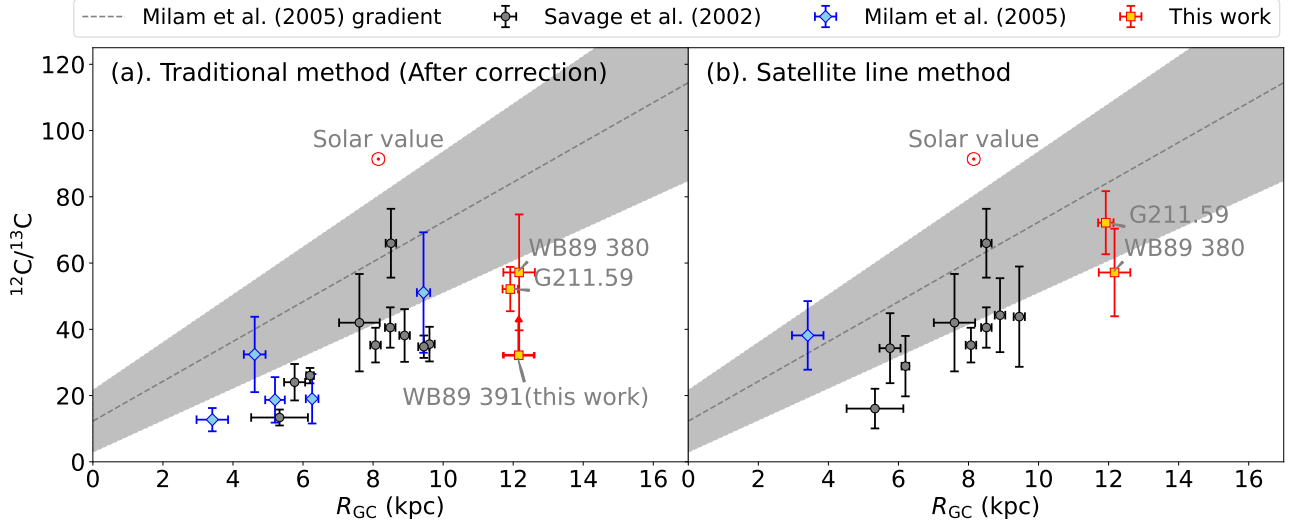 Milam et al. (2005) gradient
Savage et al. (2002)
Milam et al. (2005)
This work
(a). Traditional method (After correction)
Solar value
WB89 380
G211.59
WB89 391(this work)
120
100
80
60
40
20
0
¹²C/¹³C
0 2 4 6 8 10 12 14 16
R_GC (kpc)
(b). Satellite line method
Solar value
G211.59
WB89 380
0 2 4 6 8 10 12 14 16
R_GC (kpc)